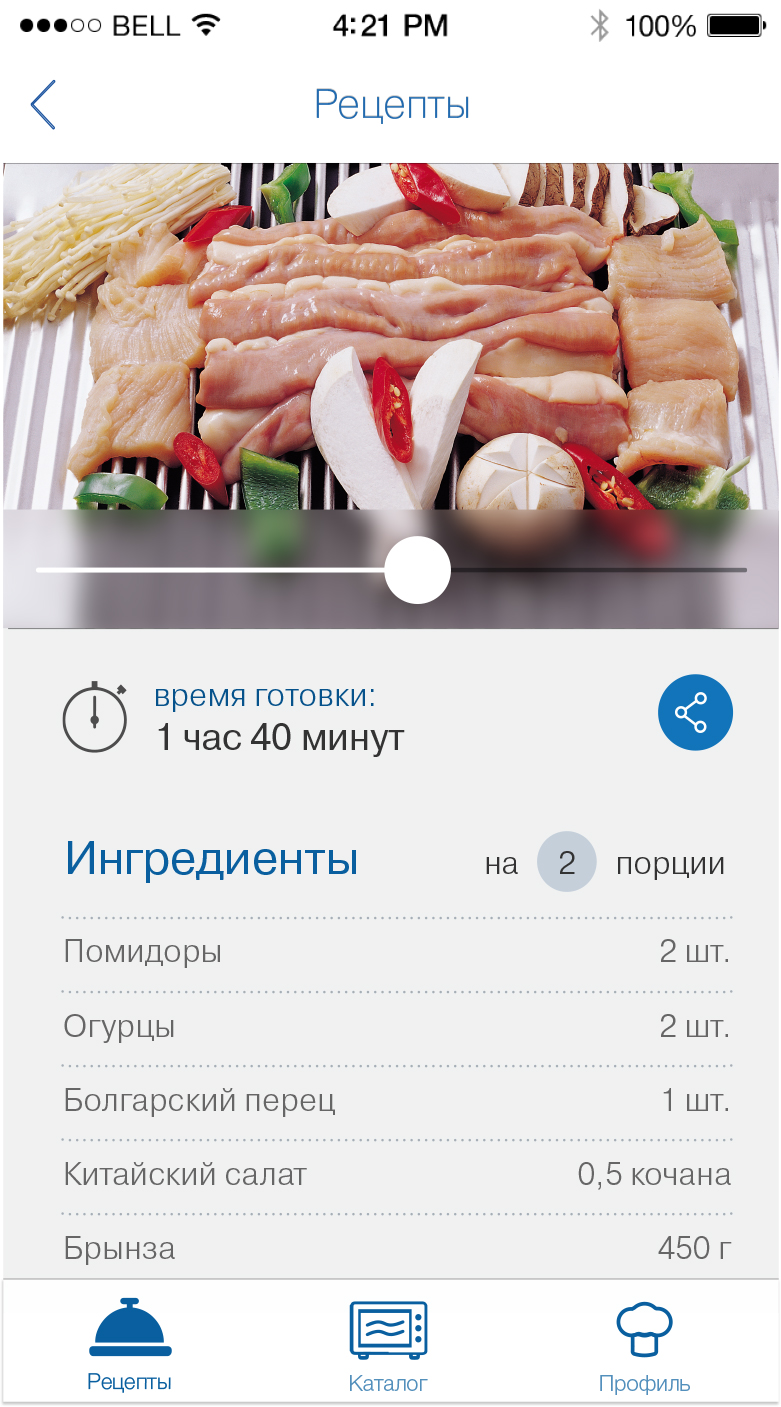 BELL 4:21 PM 100%
Рецепты
время готовки:
1 час 40 минут
Ингредиенты на 2 порции
Помидоры 2 шт.
Огурцы 2 шт.
Болгарский перец 1 шт.
Китайский салат 0,5 кочана
Брынза 450 г
Рецепты Каталог Профиль